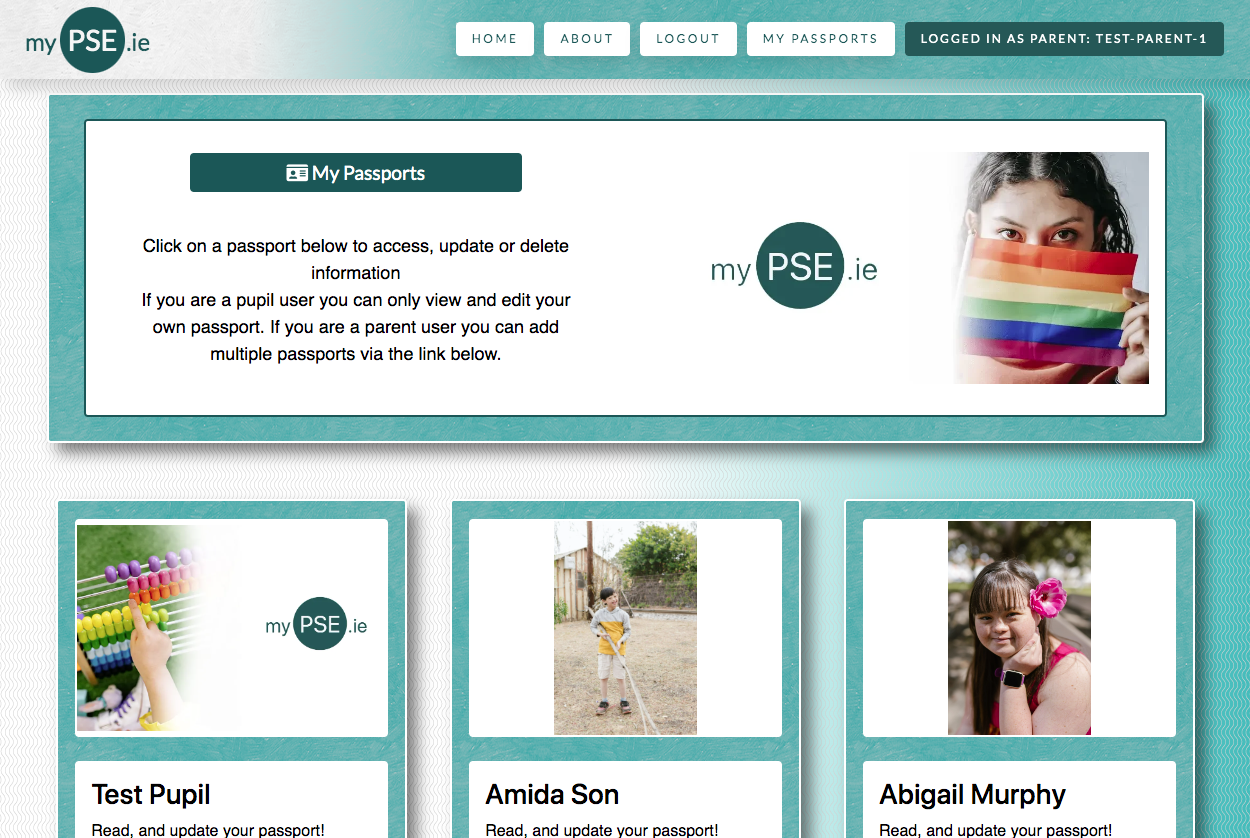 my PSE .ie
HOME
ABOUT
LOGOUT
MY PASSPORTS
LOGGED IN AS PARENT: TEST-PARENT-1
My Passports
Click on a passport below to access, update or delete
information
If you are a pupil user you can only view and edit your
own passport. If you are a parent user you can add
multiple passports via the link below.
my PSE .ie
my PSE .ie
Test Pupil
Read, and update your passport!
Amida Son
Read, and update your passport!
Abigail Murphy
Read, and update your passport!